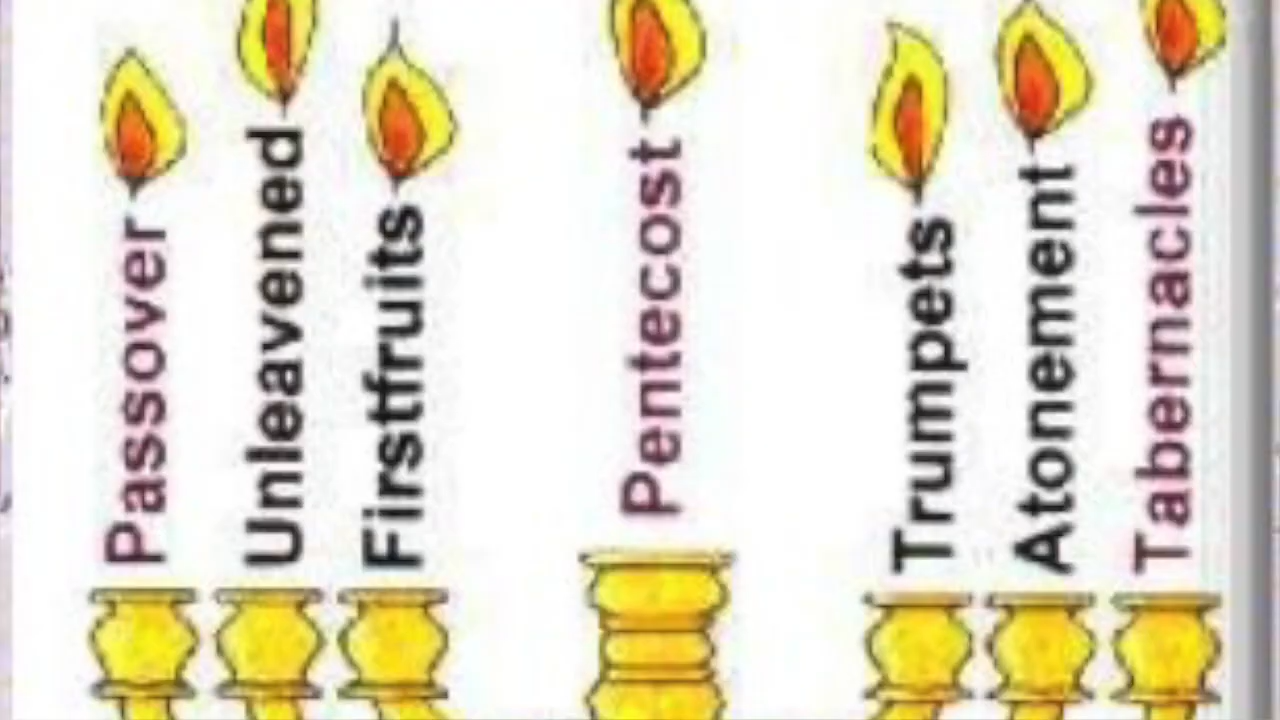 Passover
Unleavened
Firstfruits
Pentecost
Trumpets
Atonement
Tabernacles